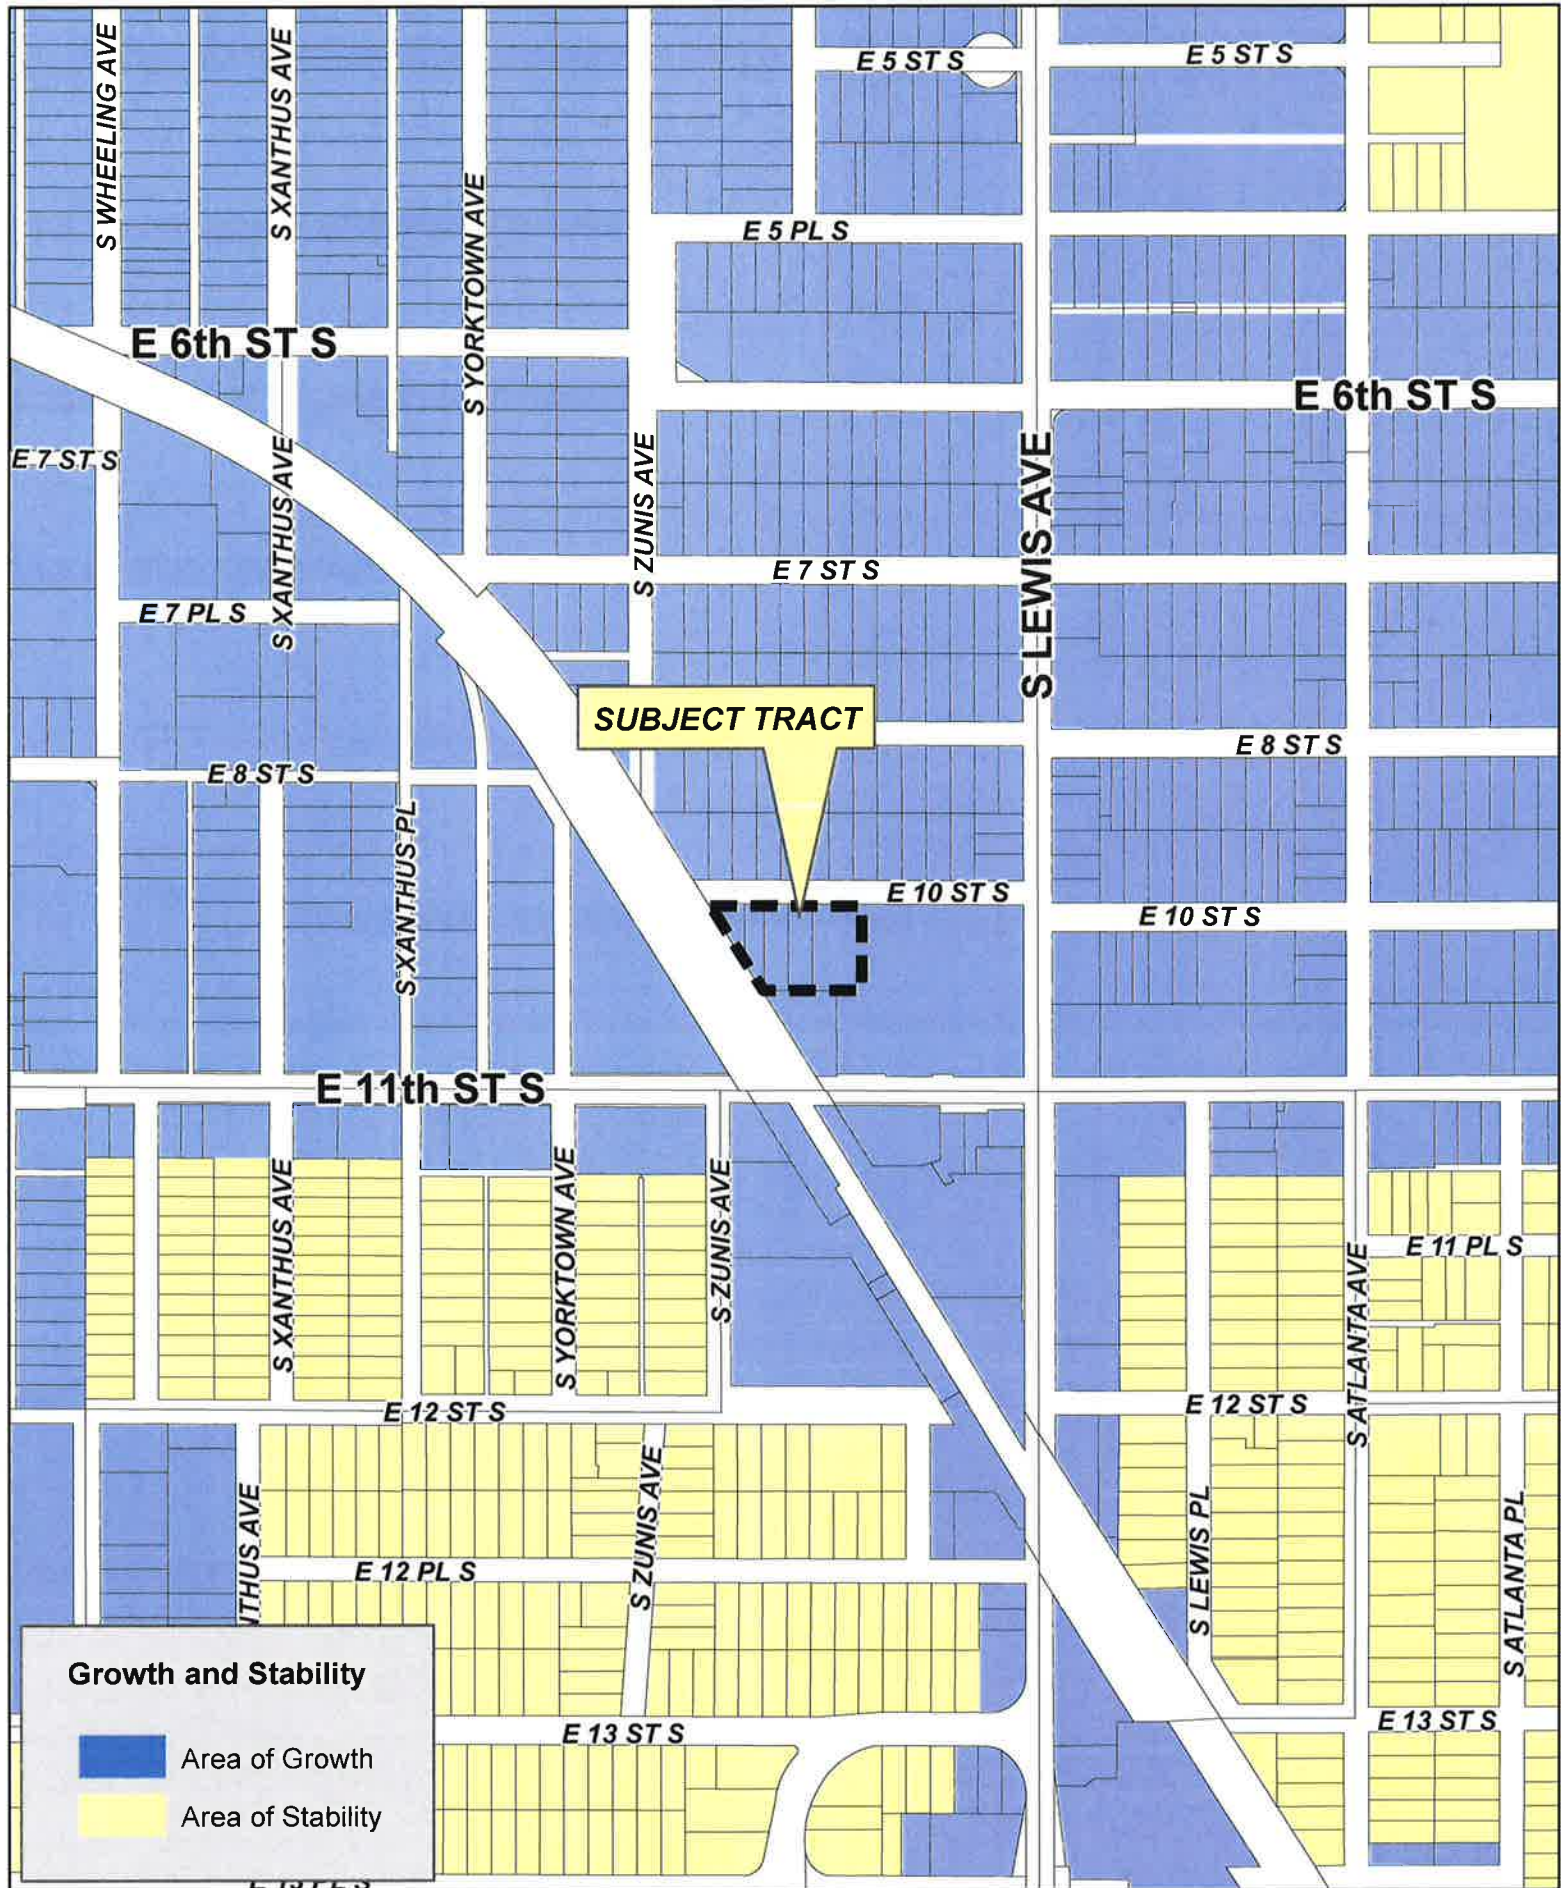 E 5 ST S
E 5 ST S
S WHEELING AVE
S XANTHUS AVE
S YORKTOWN AVE
E 5 PL S
E 6th ST S
E 6th ST S
E 7 ST S
S XANTHUS AVE
S ZUNIS AVE
S LEWIS AVE
E 7 ST S
E 7 PL S
SUBJECT TRACT
E 8 ST S
E 8 ST S
S XANTHUS PL
E 10 ST S
E 10 ST S
E 11th ST S
S XANTHUS AVE
S YORKTOWN AVE
S ZUNIS AVE
S ATLANTA AVE
E 11 PL S
E 12 ST S
E 12 ST S
NTHUS AVE
S ZUNIS AVE
S LEWIS PL
S ATLANTA PL
E 12 PL S
E 13 ST S
E 13 ST S
Growth and Stability
Area of Growth
Area of Stability